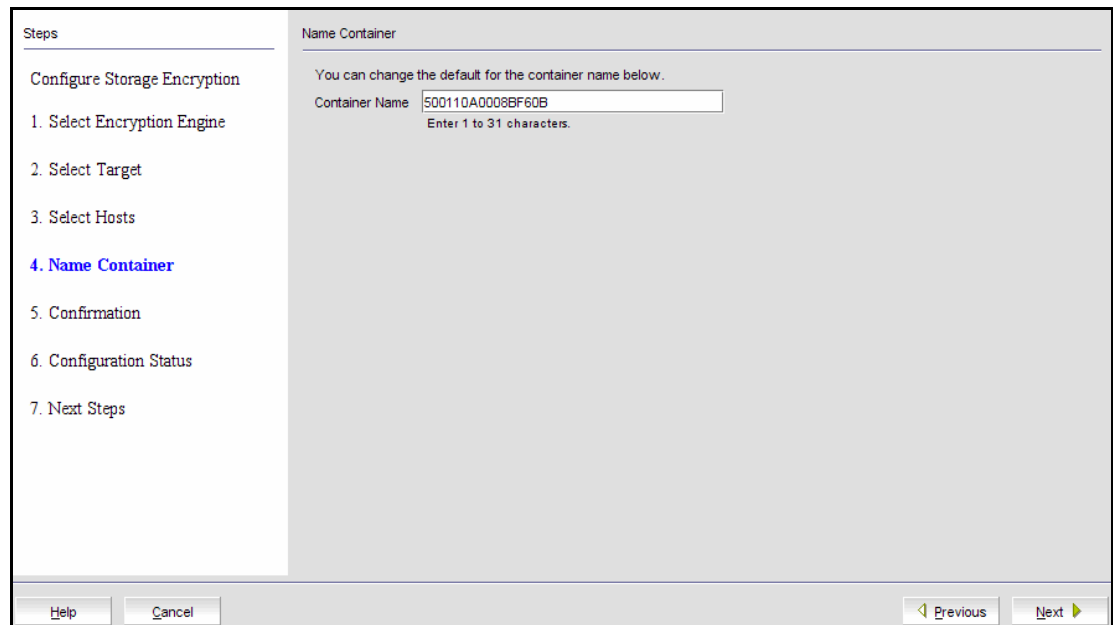 Steps
Configure Storage Encryption
1. Select Encryption Engine
2. Select Target
3. Select Hosts
4. Name Container
5. Confirmation
6. Configuration Status
7. Next Steps
Name Container
You can change the default for the container name below.
Container Name 500110A0008BF60B
Enter 1 to 31 characters.
Help Cancel Previous Next